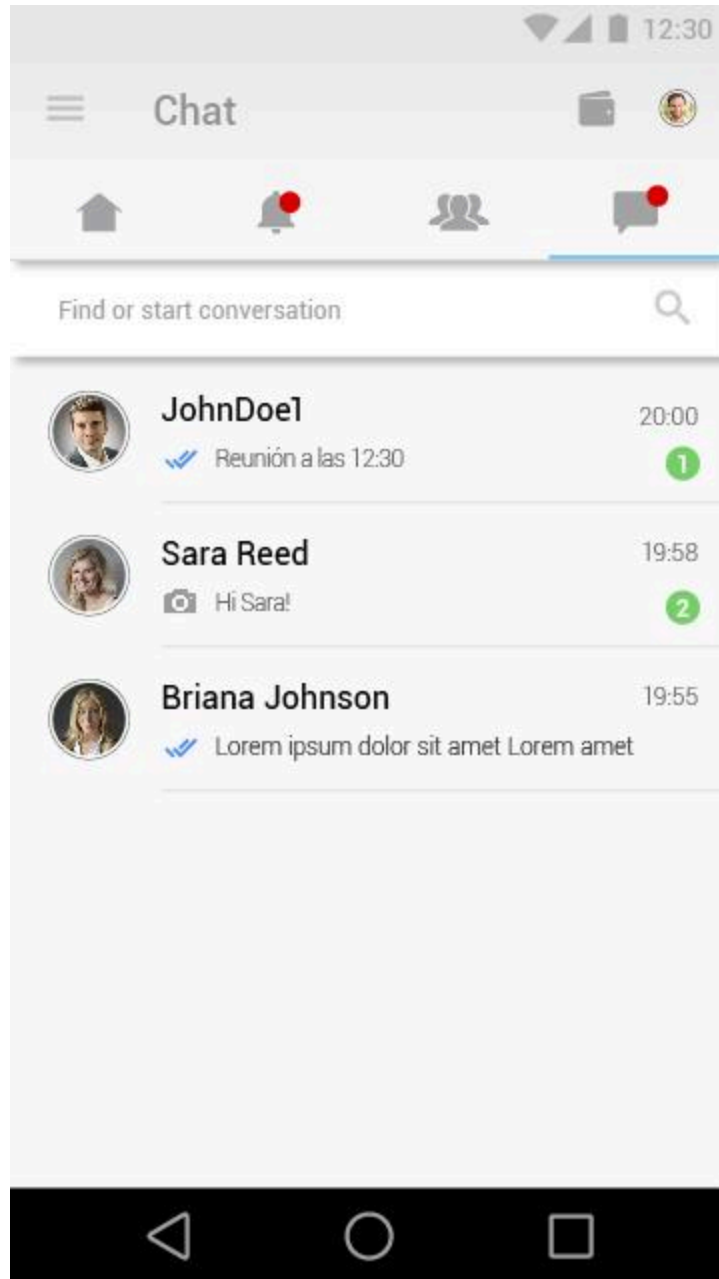 12:30
Chat
Find or start conversation
JohnDoe1
20:00
Reunión a las 12:30
1
Sara Reed
19:58
Hi Sara!
2
Briana Johnson
19:55
Lorem ipsum dolor sit amet Lorem amet